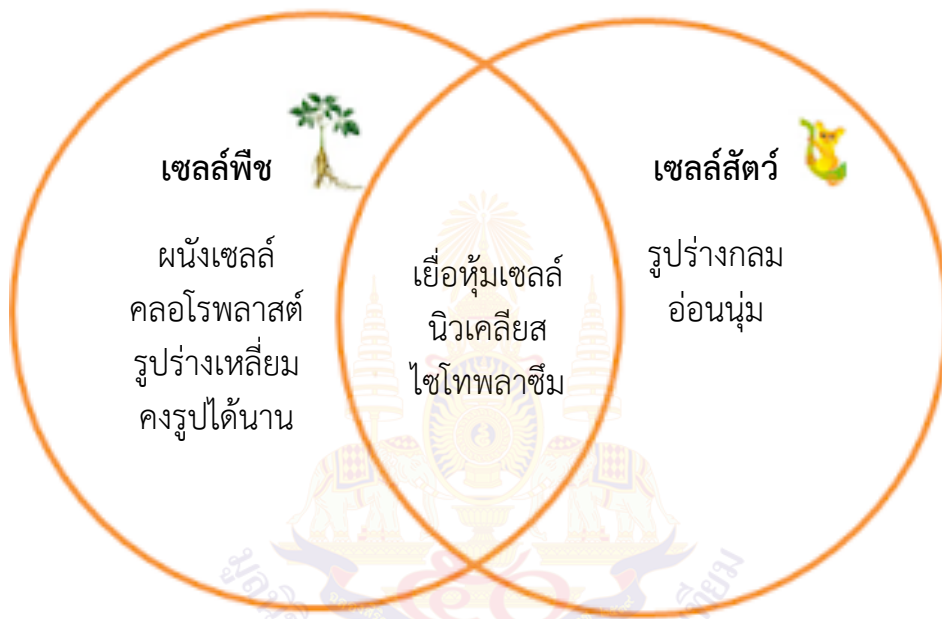 เซลล์พืช
ผนังเซลล์
คลอโรพลาสต์
รูปร่างเหลี่ยม
คงรูปได้นาน
เยื่อหุ้มเซลล์
นิวเคลียส
ไซโทพลาซึม
เซลล์สัตว์
รูปร่างกลม
อ่อนนุ่ม